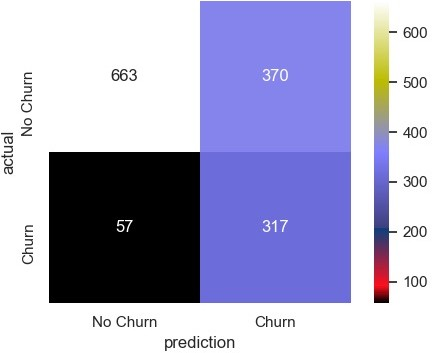 663 370
57 317
No Churn
Churn
actual
No Churn Churn
prediction
600
500
400
300
200
100